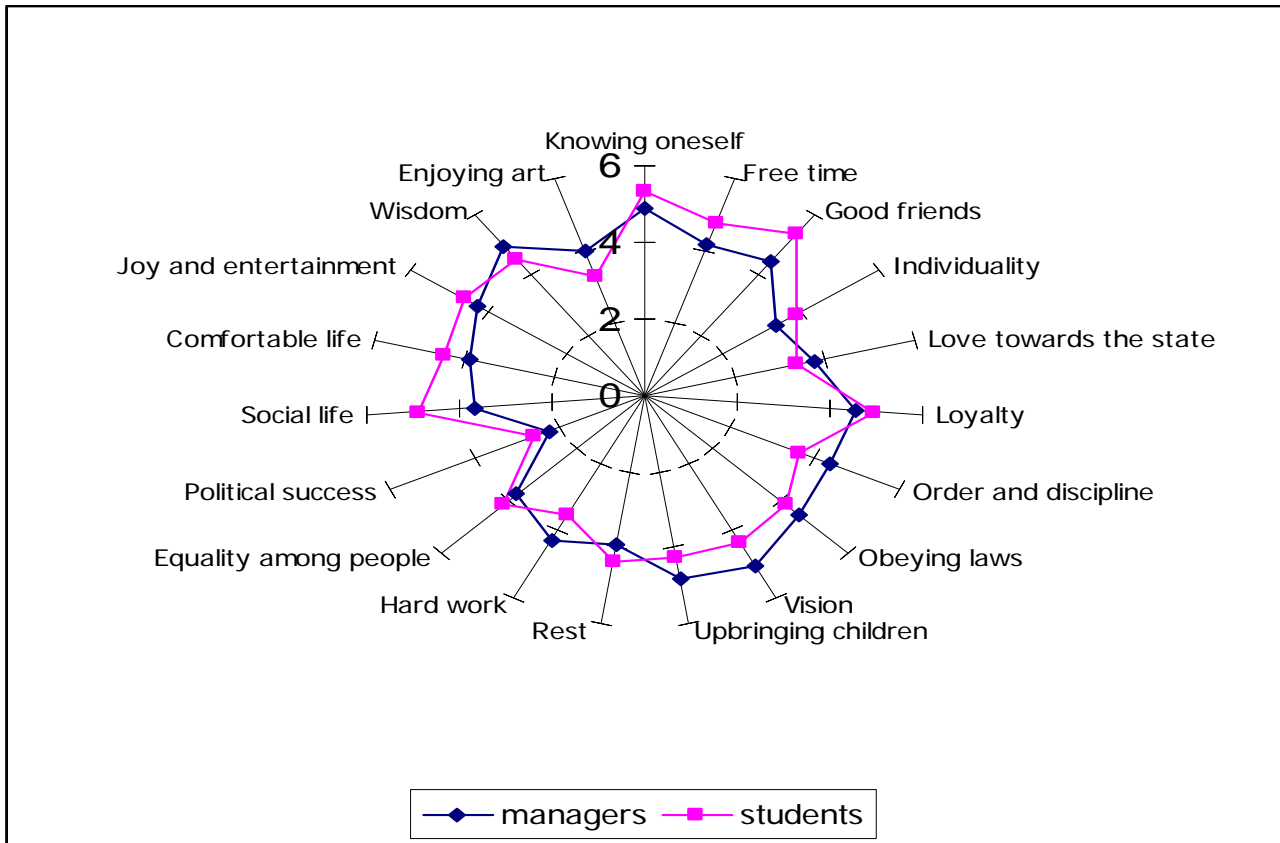 Knowing oneself
6
Enjoying art
Free time
Wisdom
Good friends
4
Joy and entertainment
Individuality
2
Comfortable life
Love towards the state
0
Social life
Loyalty
Political success
Order and discipline
Equality among people
Obeying laws
Hard work
Vision
Rest
Upbringing children
managers
students